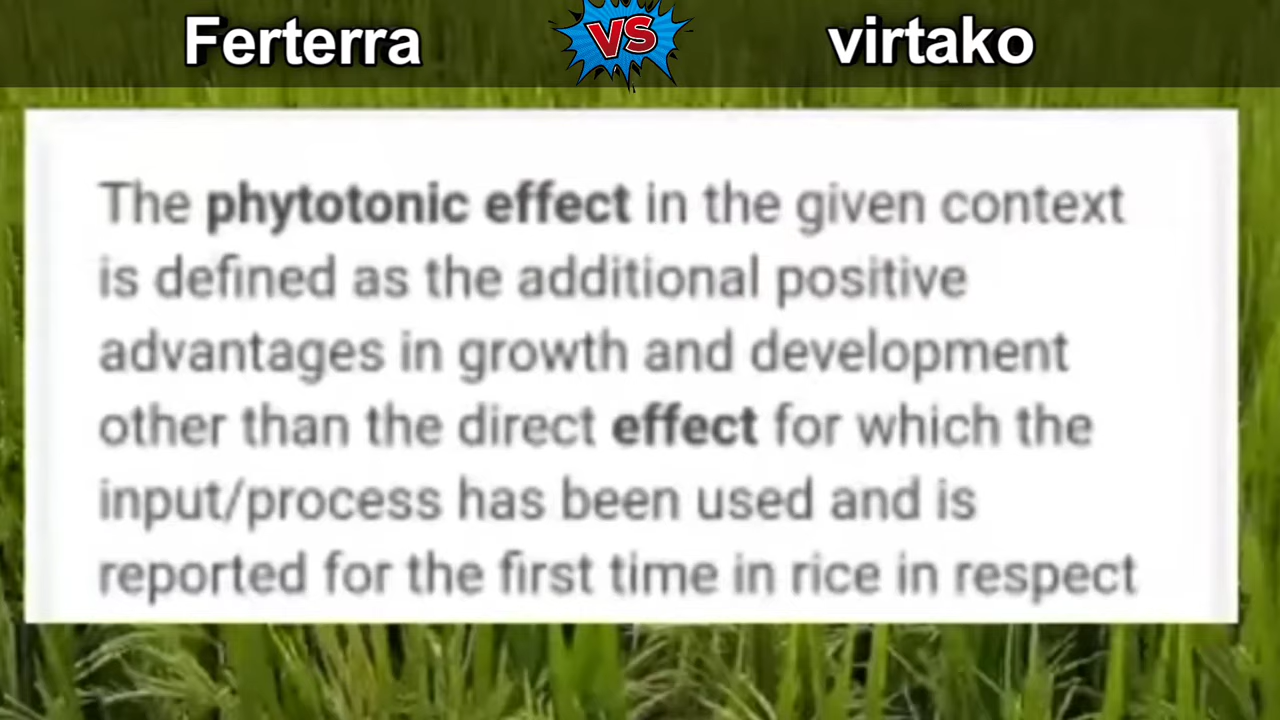 Ferterra VS virtako
The phytotonic effect in the given context
is defined as the additional positive
advantages in growth and development
other than the direct effect for which the
input/process has been used and is
reported for the first time in rice in respect